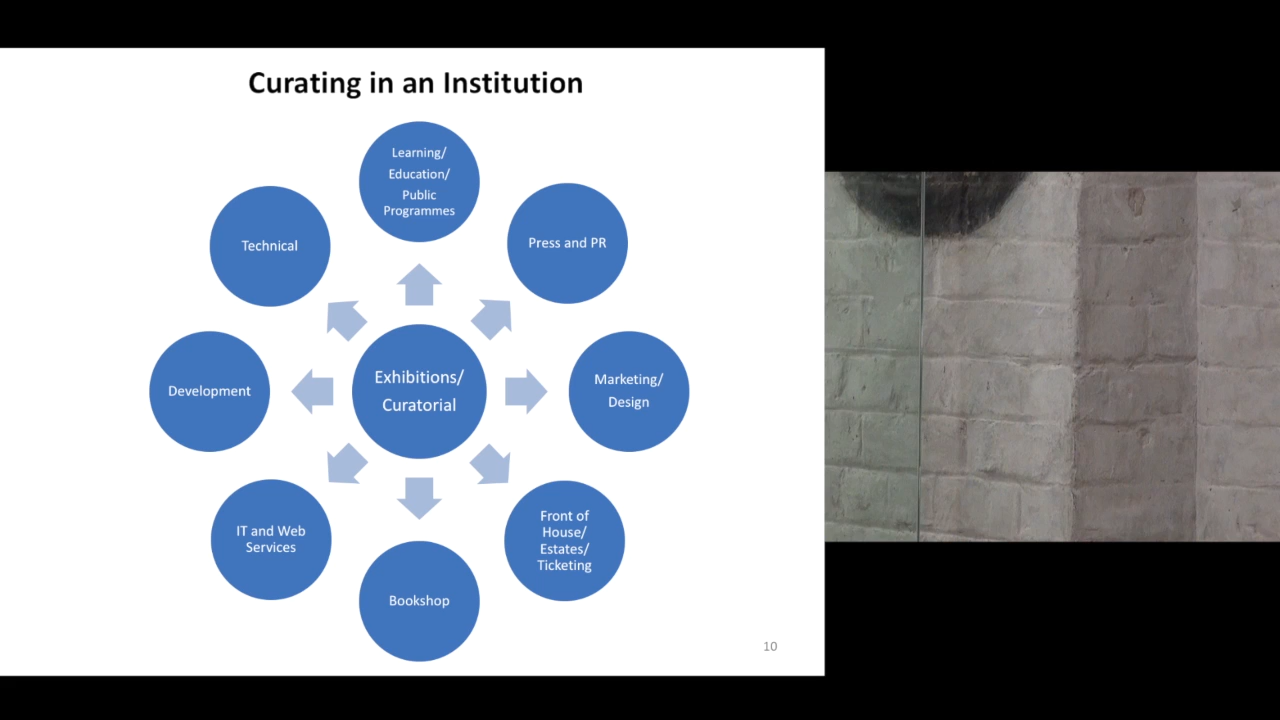 Curating in an Institution
Learning/
Education/
Public
Programmes
Press and PR
Marketing/
Design
Front of
House/
Estates/
Ticketing
Bookshop
IT and Web
Services
Development
Technical
Exhibitions/
Curatorial
10